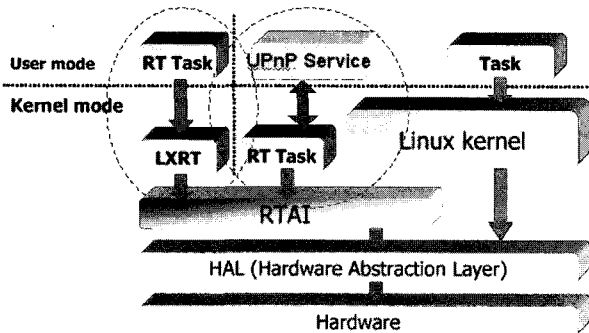 User mode
RT Task
UPnP Service
Task
Kernel mode
LXRT
RT Task
Linux kernel
RTAI
HAL (Hardware Abstraction Layer)
Hardware